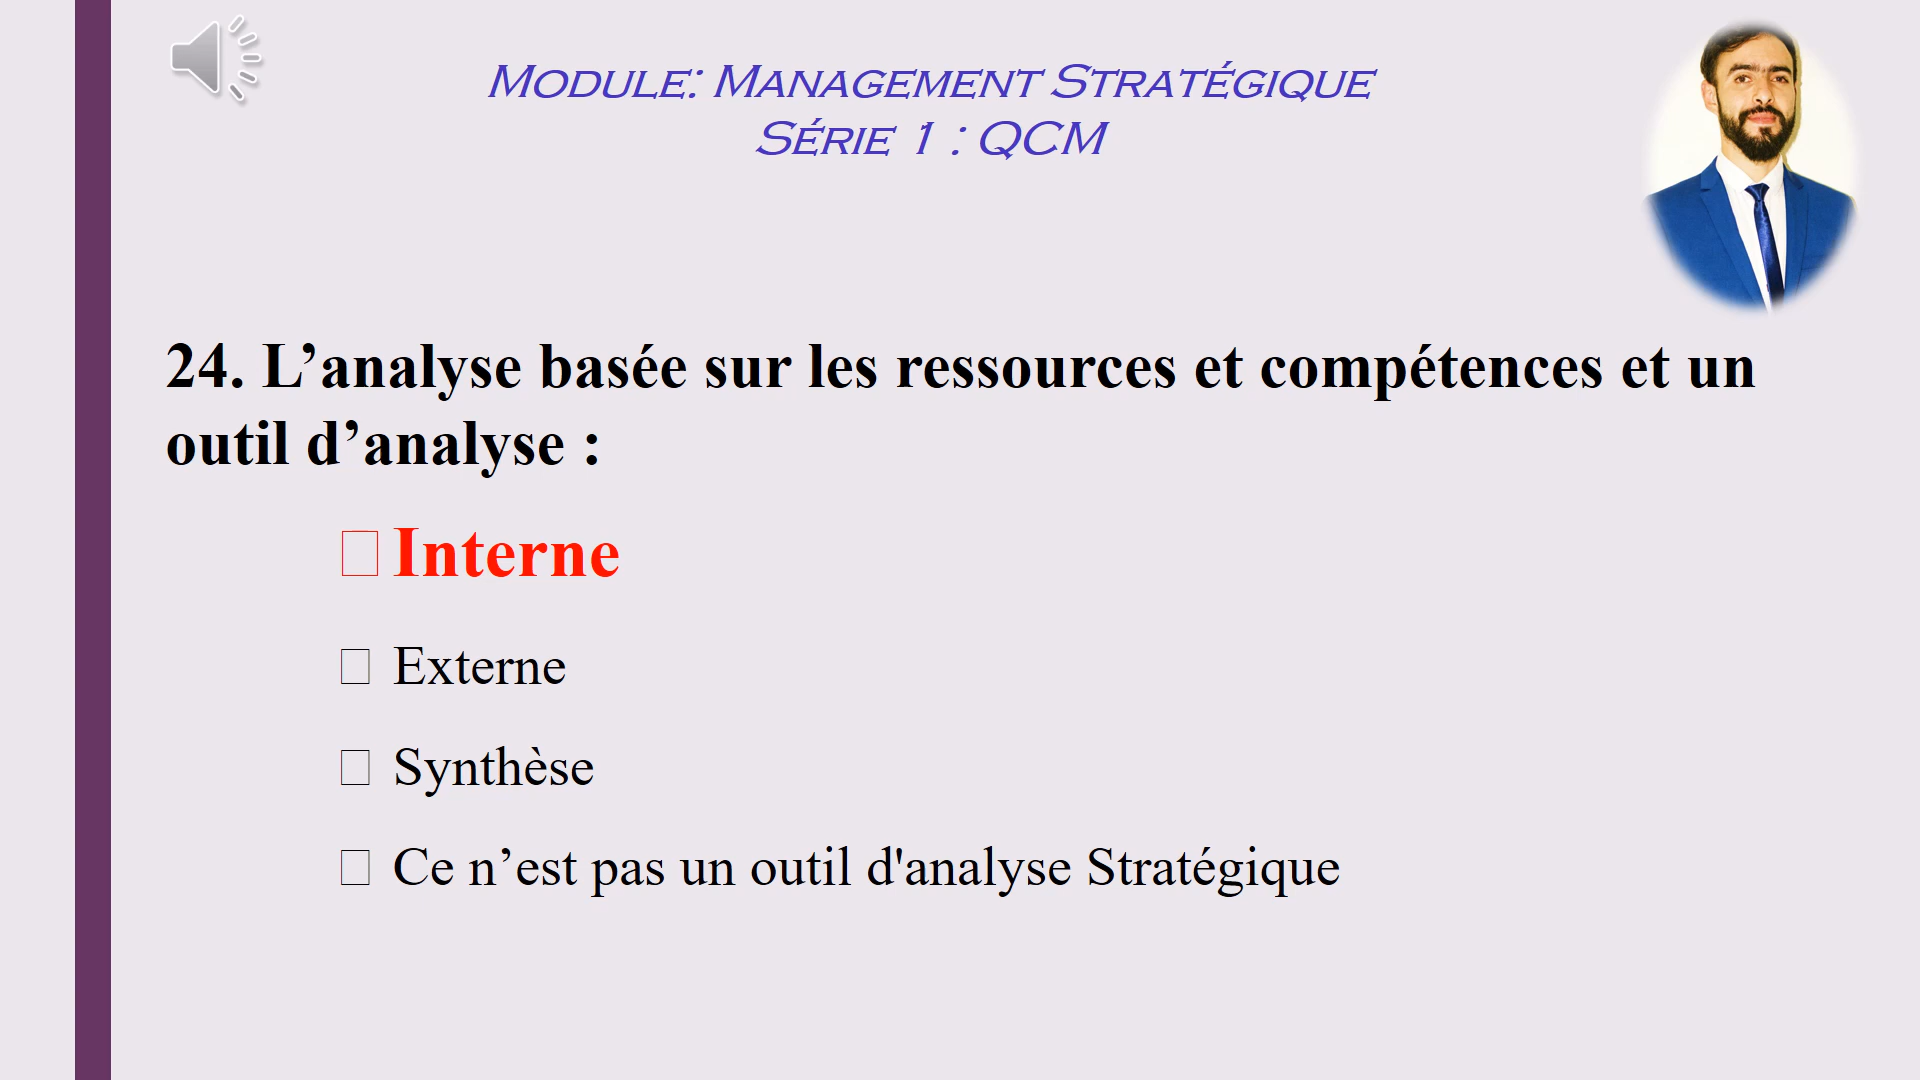 Module: Management Stratégique
Série 1 : QCM
24. L’analyse basée sur les ressources et compétences et un
outil d’analyse :
Interne
Externe
Synthèse
Ce n’est pas un outil d'analyse Stratégique